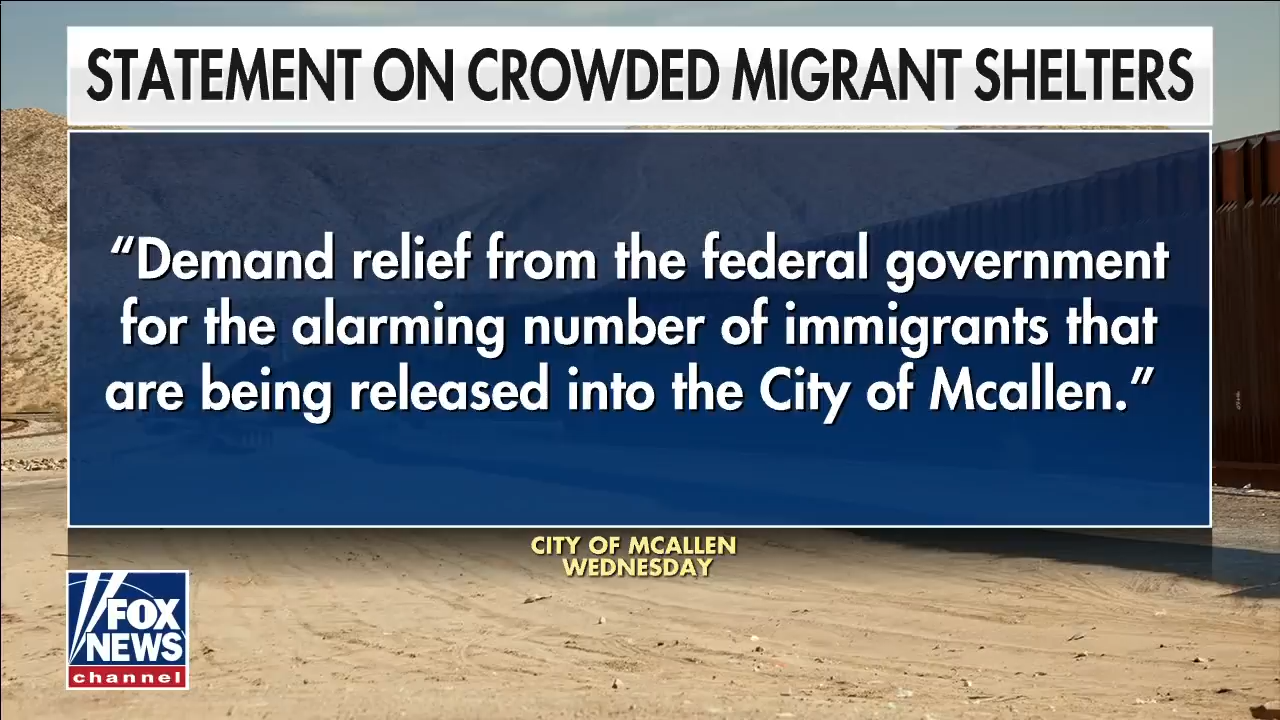 STATEMENT ON CROWDED MIGRANT SHELTERS
“Demand relief from the federal government
for the alarming number of immigrants that
are being released into the City of Mcallen.”
CITY OF MCALLEN
WEDNESDAY
FOX
NEWS
channel